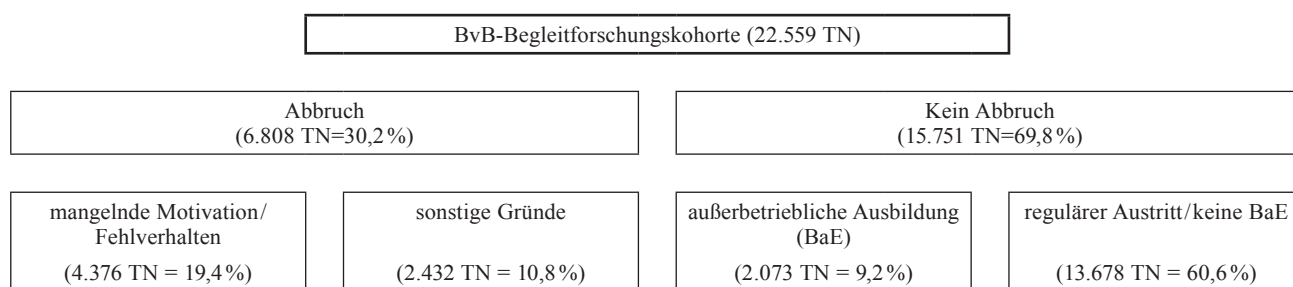 BvB-Begleitforschungskohorte (22.559 TN)
Abbruch
(6.808 TN=30,2%)
Kein Abbruch
(15.751 TN=69,8%)
mangelnde Motivation/
Fehlverhalten
(4.376 TN = 19,4%)
sonstige Gründe
(2.432 TN = 10,8%)
außerbetriebliche Ausbildung
(BaE)
(2.073 TN = 9,2%)
regulärer Austritt/keine BaE
(13.678 TN = 60,6%)